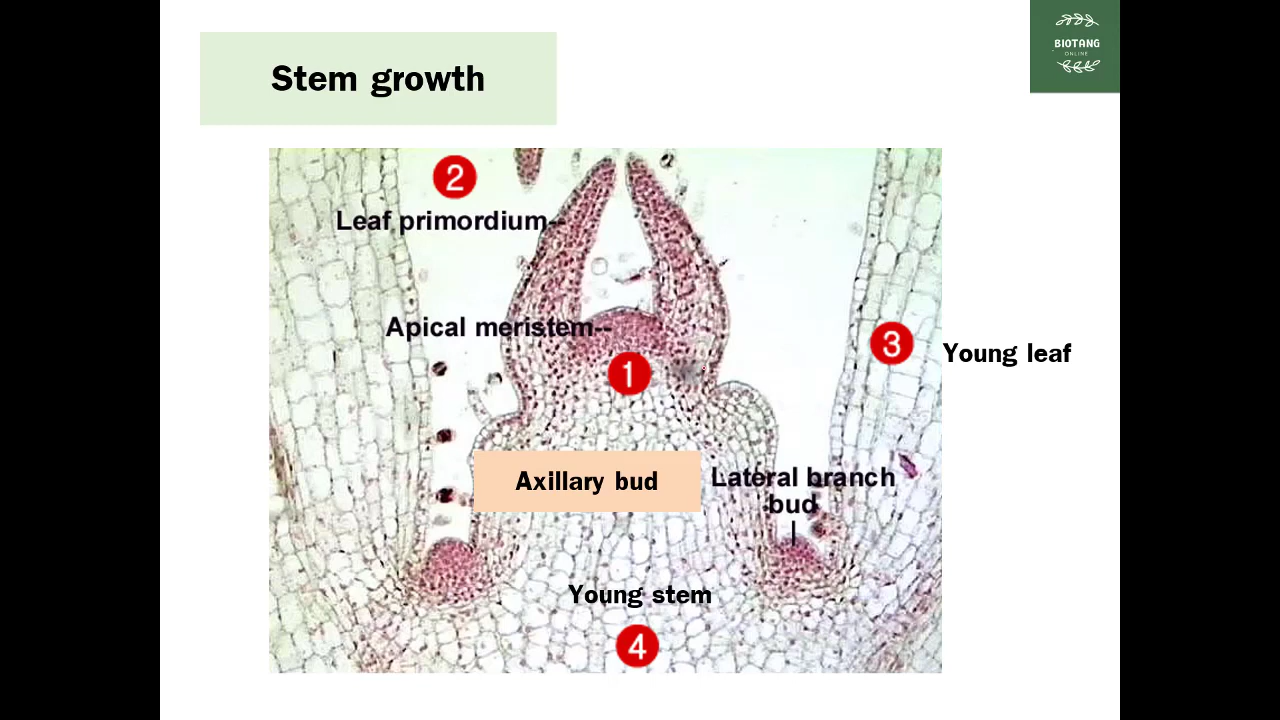 BIOTANG
ONLINE
Stem growth
2
Leaf primordium--
Apical meristem--
1
3
Young leaf
Axillary bud
Lateral branch
bud
Young stem
4